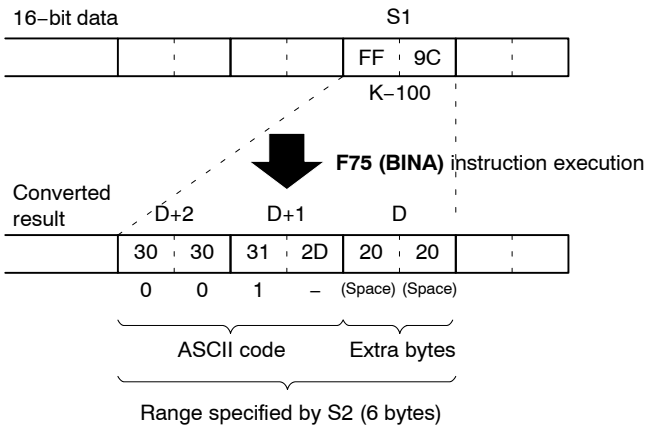 16–bit data S1
FF 9C
K–100
F75 (BINA) instruction execution
Converted
result
D+2 D+1 D
30 30 31 2D 20 20
0 0 1 – (Space) (Space)
ASCII code Extra bytes
Range specified by S2 (6 bytes)